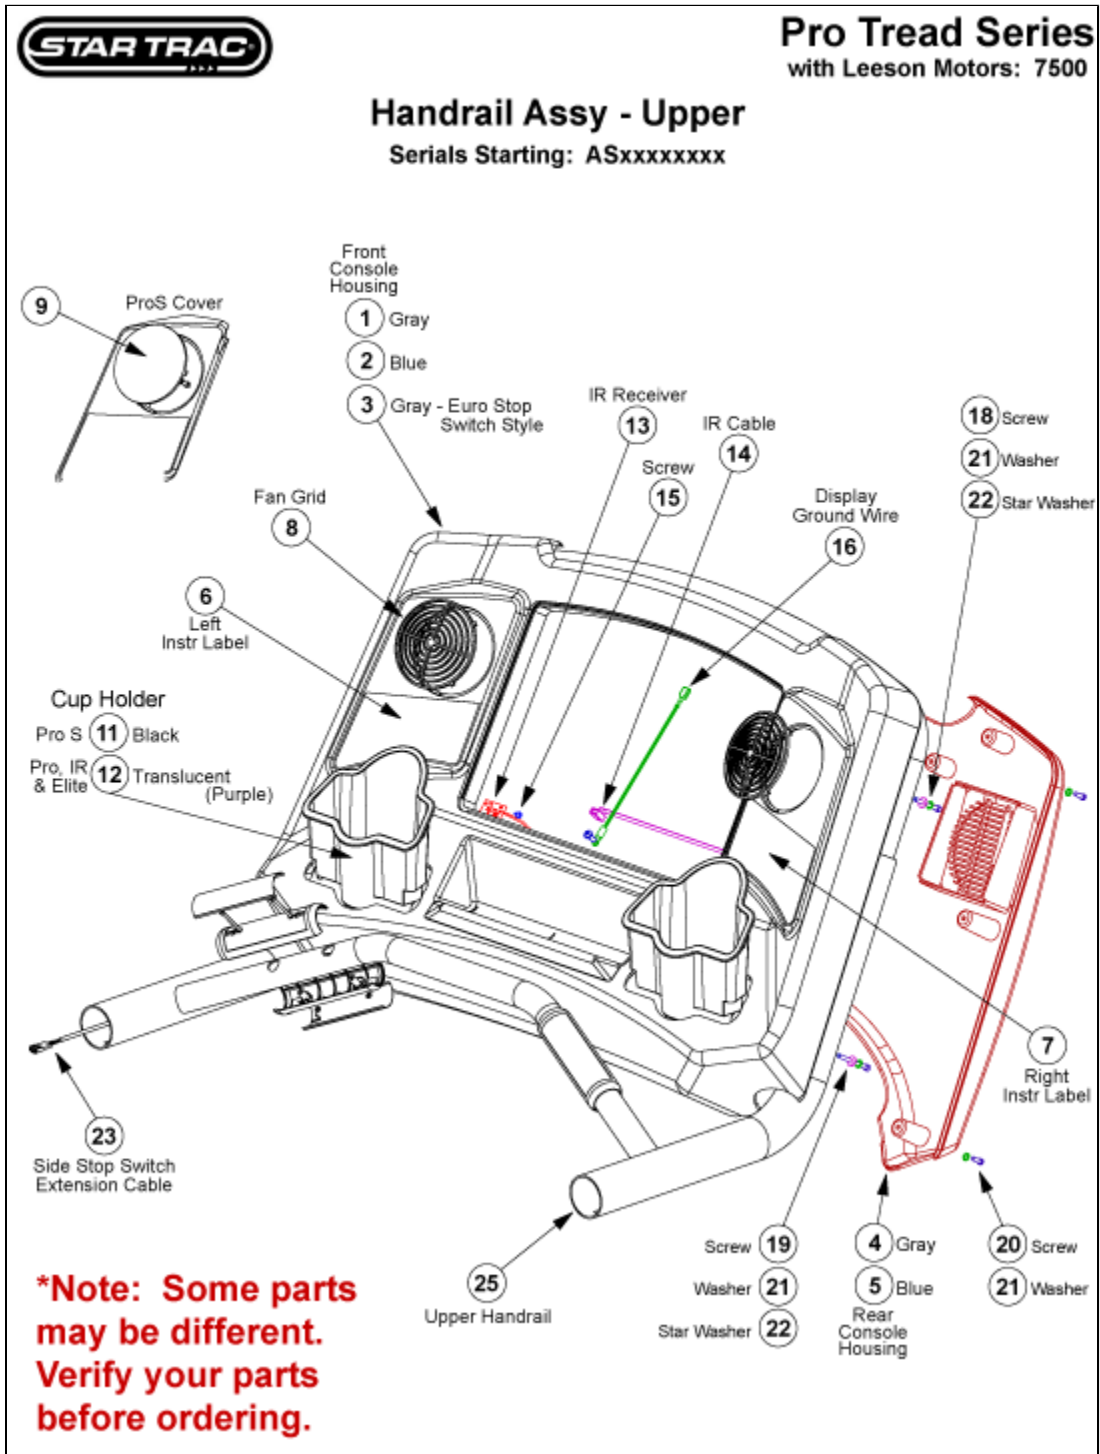 STAR TRAC
Pro Tread Series
with Leeson Motors: 7500
Handrail Assy - Upper
Serials Starting: ASxxxxxxxx
Front
Console
Housing
1 Gray
2 Blue
3 Gray - Euro Stop
Switch Style
9 ProS Cover
IR Receiver
13
IR Cable
14
Screw
15
Display
Ground Wire
16
18 Screw
21 Washer
22 Star Washer
Fan Grid
8
6
Left
Instr Label
Cup Holder
Pro S 11 Black
Pro, IR
& Elite 12 Translucent
(Purple)
7
Right
Instr Label
23
Side Stop Switch
Extension Cable
25
Upper Handrail
Screw 19
Washer 21
Star Washer 22
4 Gray
5 Blue
Rear
Console
Housing
20 Screw
21 Washer
*Note: Some parts
may be different.
Verify your parts
before ordering.